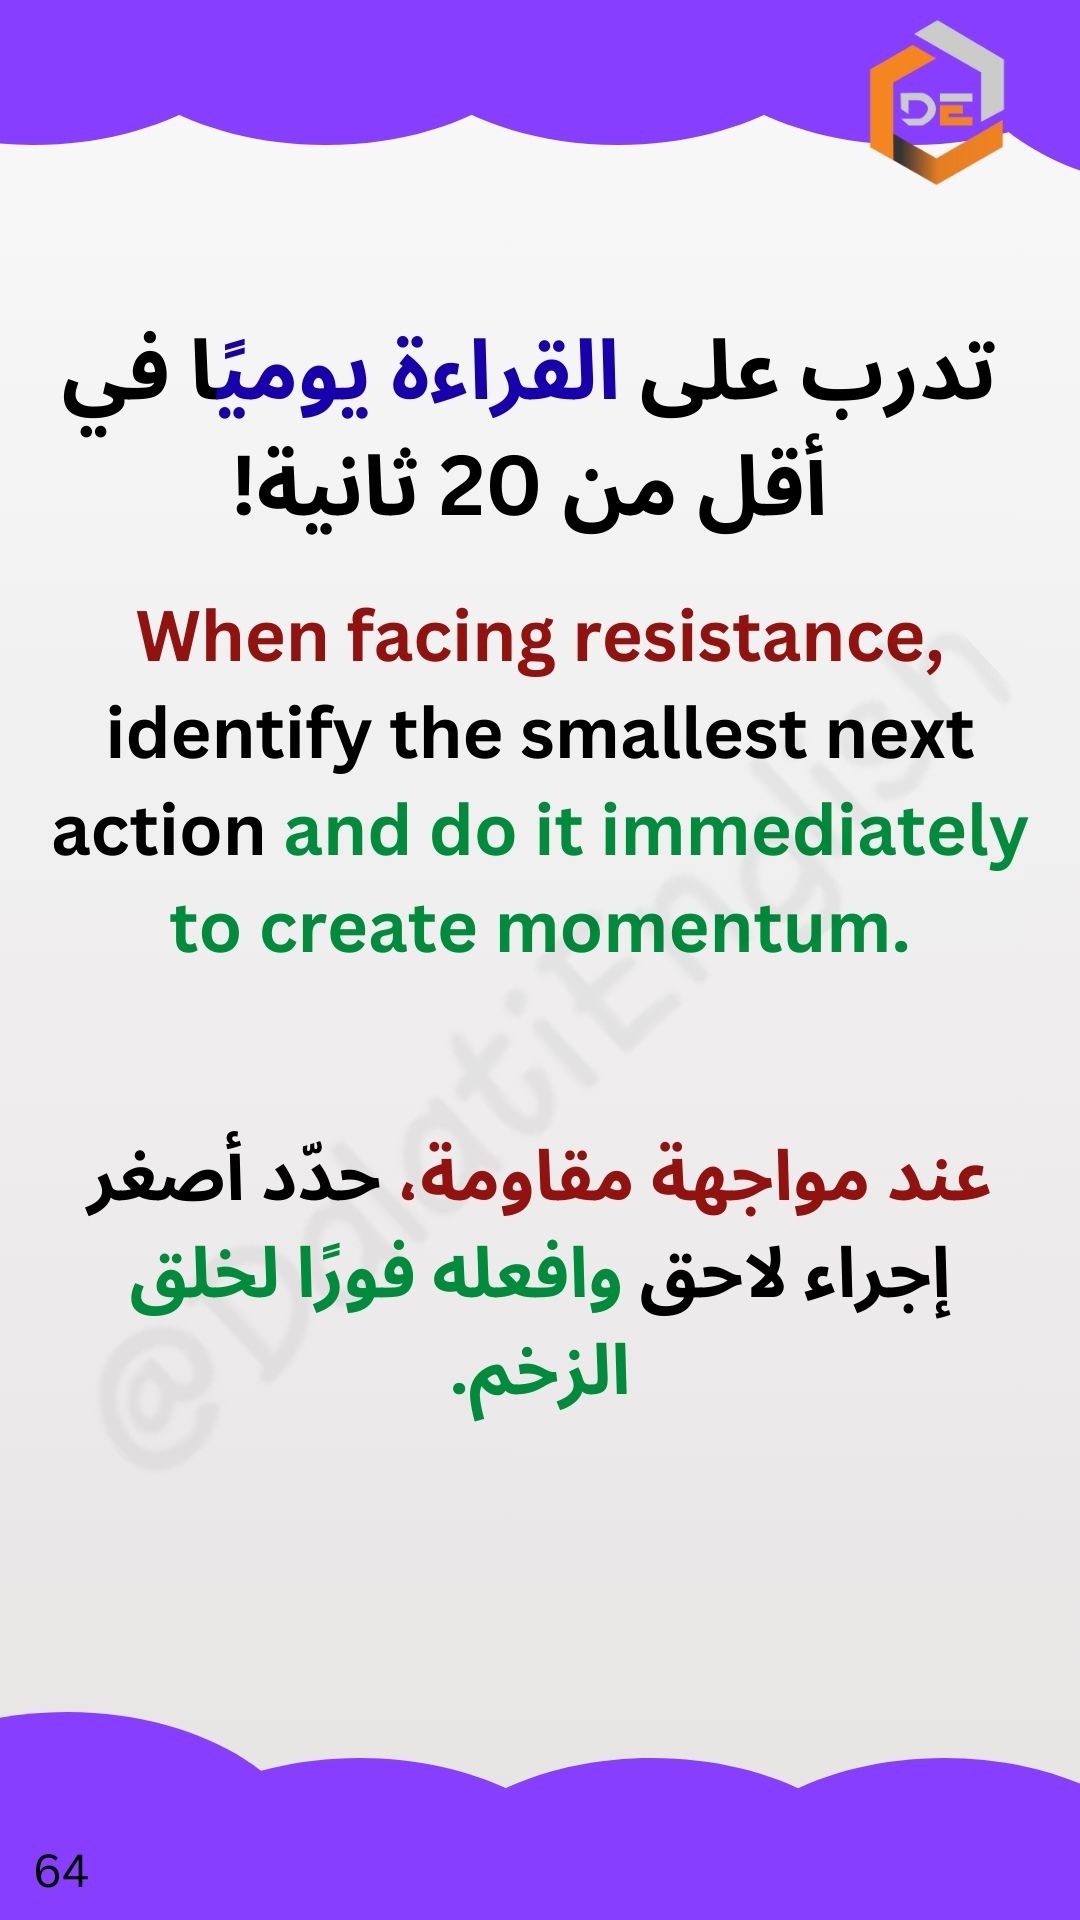 DE
تدرب على القراءة يوميًا في
أقل من 20 ثانية!
When facing resistance,
identify the smallest next
action and do it immediately
to create momentum.
عند مواجهة مقاومة، حدّد أصغر
إجراء لاحق وافعله فورًا لخلق
الزخم.
@DalatiEnglish
64